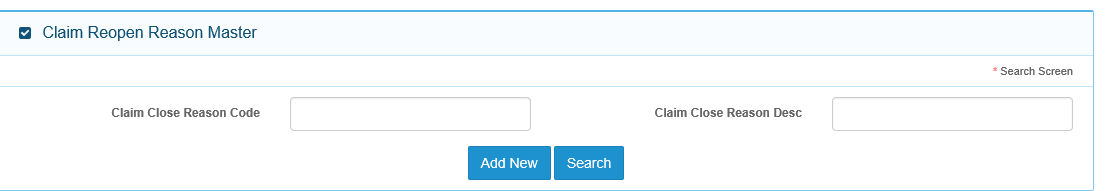 Claim Reopen Reason Master
* Search Screen
Claim Close Reason Code Claim Close Reason Desc
Add New Search